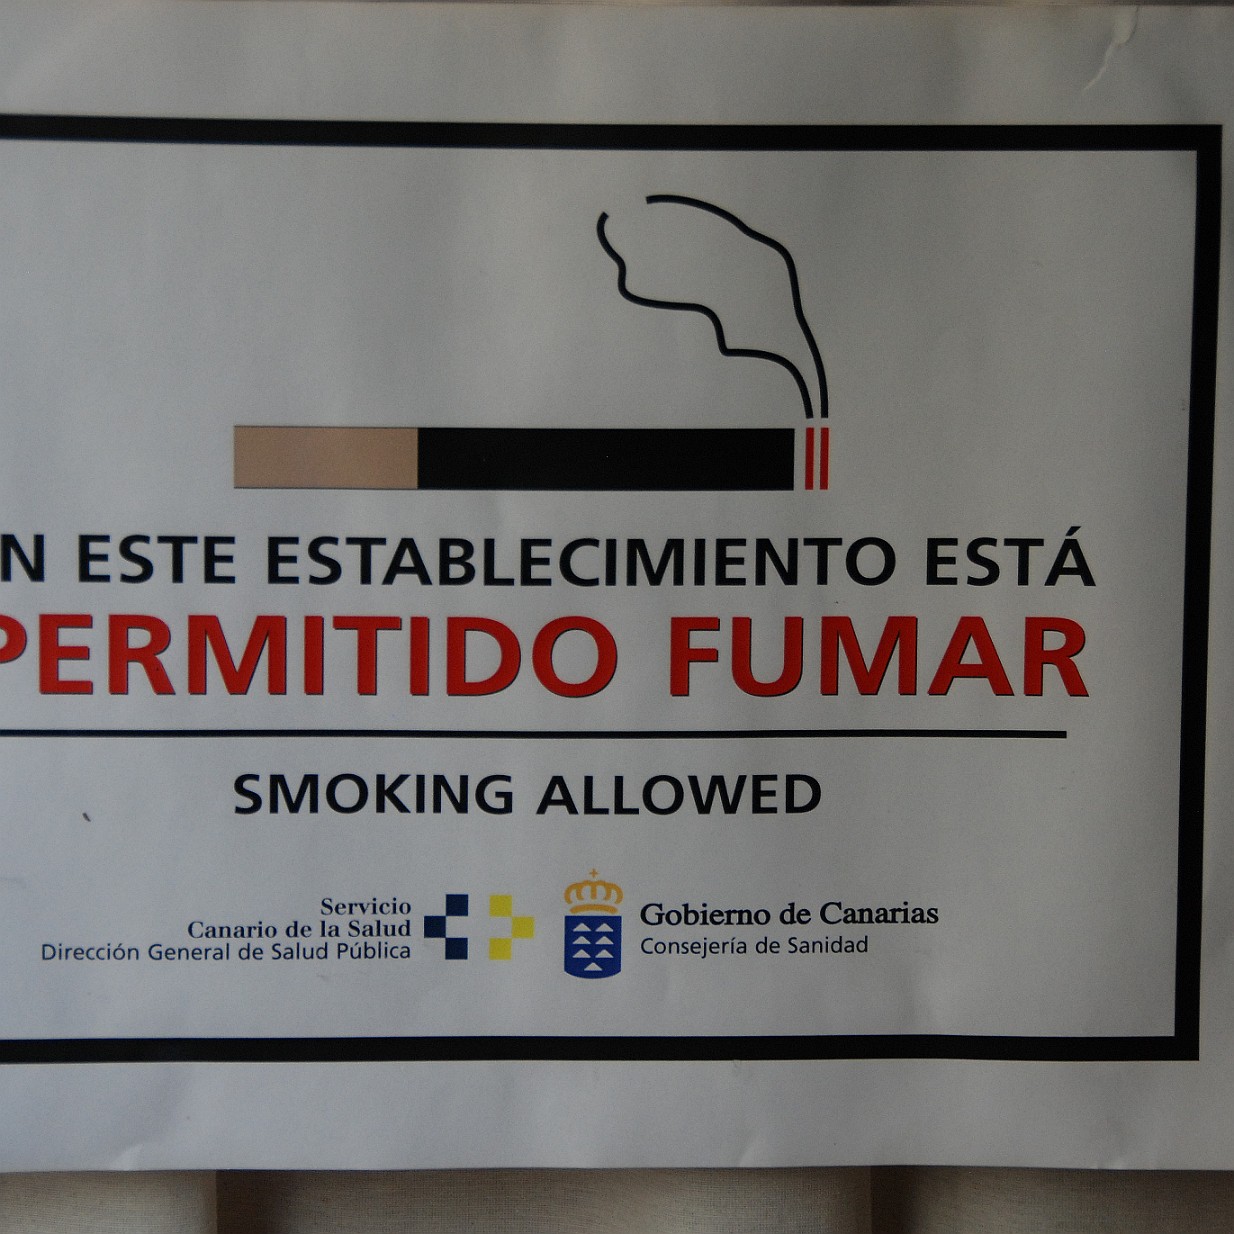 N ESTE ESTABLECIMIENTO ESTÁ
PERMITIDO FUMAR
SMOKING ALLOWED
Servicio
Canario de la Salud
Dirección General de Salud Pública
Gobierno de Canarias
Consejería de Sanidad